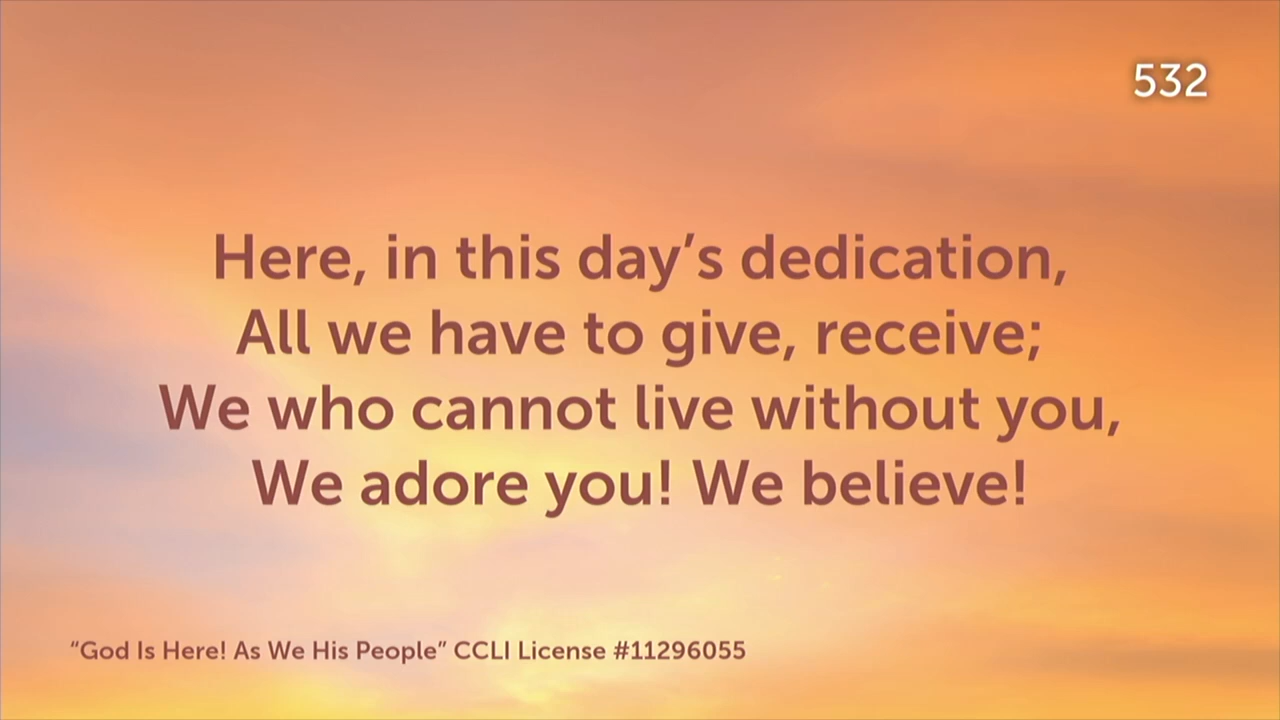 532
Here, in this day’s dedication,
All we have to give, receive;
We who cannot live without you,
We adore you! We believe!
“God Is Here! As We His People” CCLI License #11296055